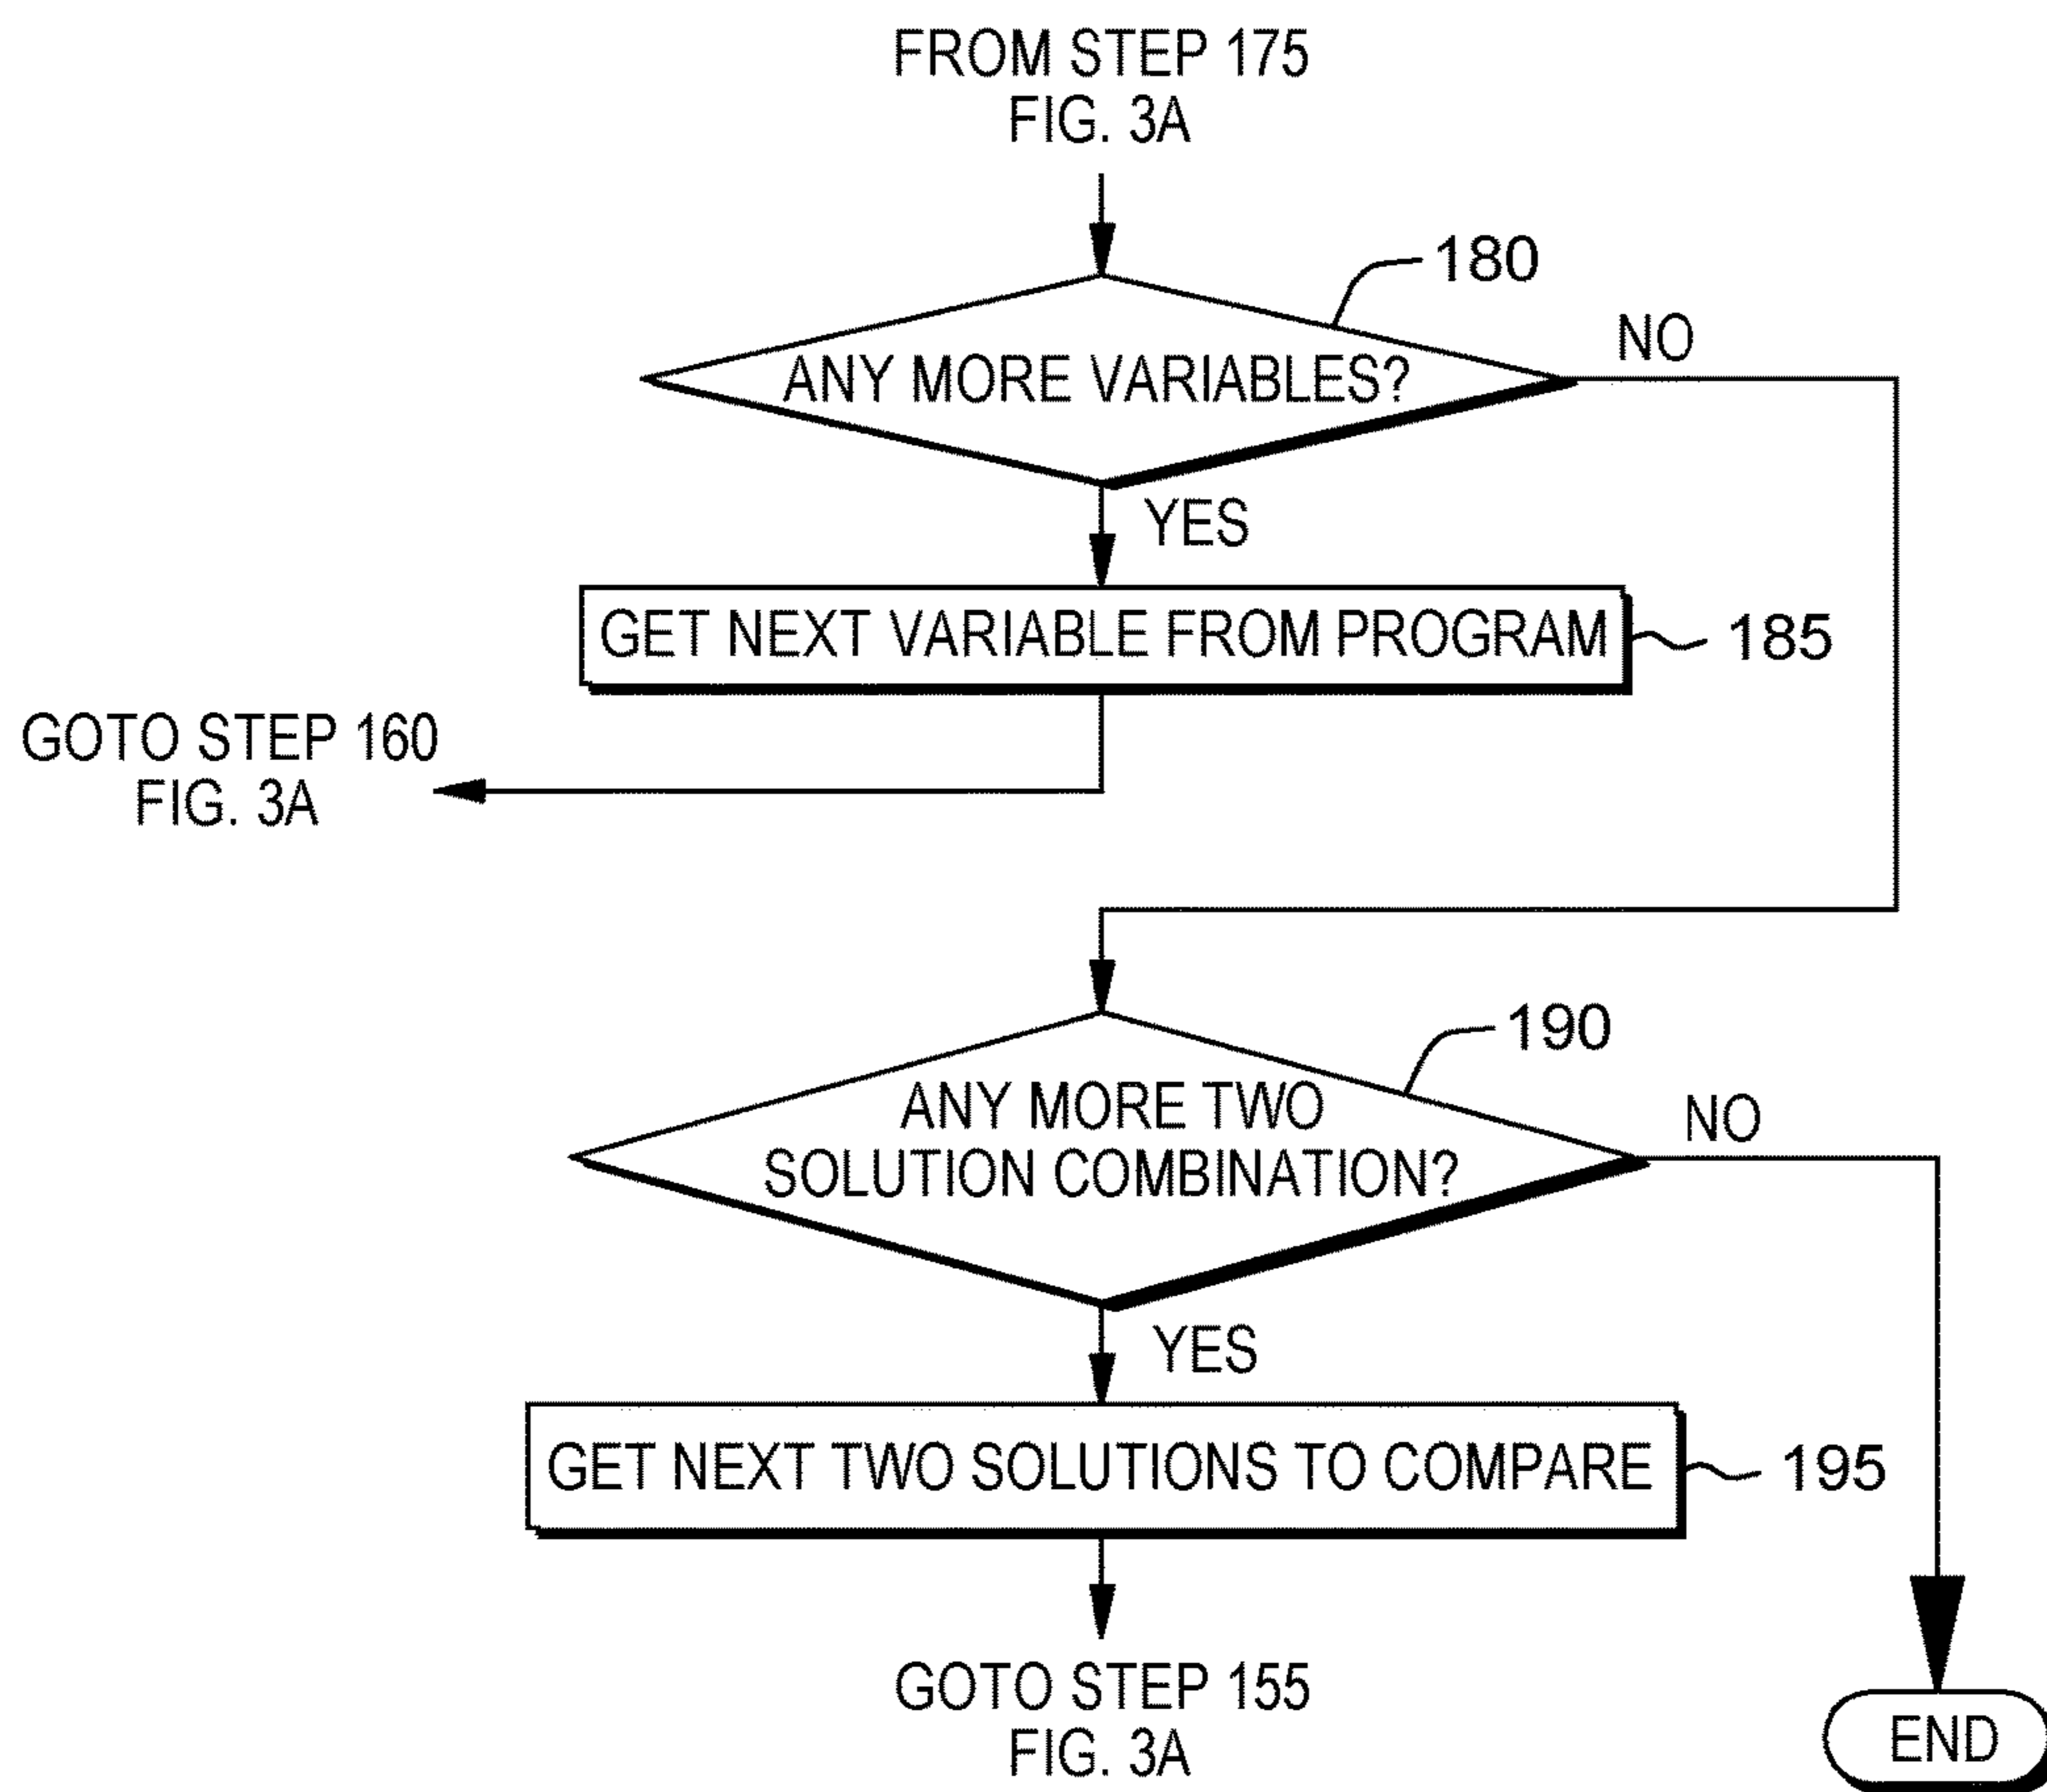 FROM STEP 175
FIG. 3A
180
NO
ANY MORE VARIABLES?
YES
GET NEXT VARIABLE FROM PROGRAM
185
GOTO STEP 160
FIG. 3A
190
NO
ANY MORE TWO
SOLUTION COMBINATION?
YES
GET NEXT TWO SOLUTIONS TO COMPARE
195
GOTO STEP 155
FIG. 3A
END